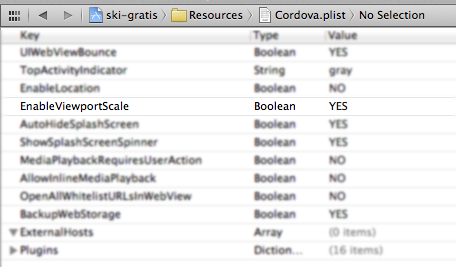 ski-gratis Resources Cordova.plist No Selection
Key Type Value
UIWebViewBounce Boolean YES
TopActivityIndicator String gray
EnableLocation Boolean NO
EnableViewportScale Boolean YES
AutoHideSplashScreen Boolean YES
ShowSplashScreenSpinner Boolean YES
MediaPlaybackRequiresUserAction Boolean NO
AllowInlineMediaPlayback Boolean NO
OpenAllWhitelistURLsInWebView Boolean NO
BackupWebStorage Boolean YES
ExternalHosts Array (0 items)
Plugins Diction... (16 items)